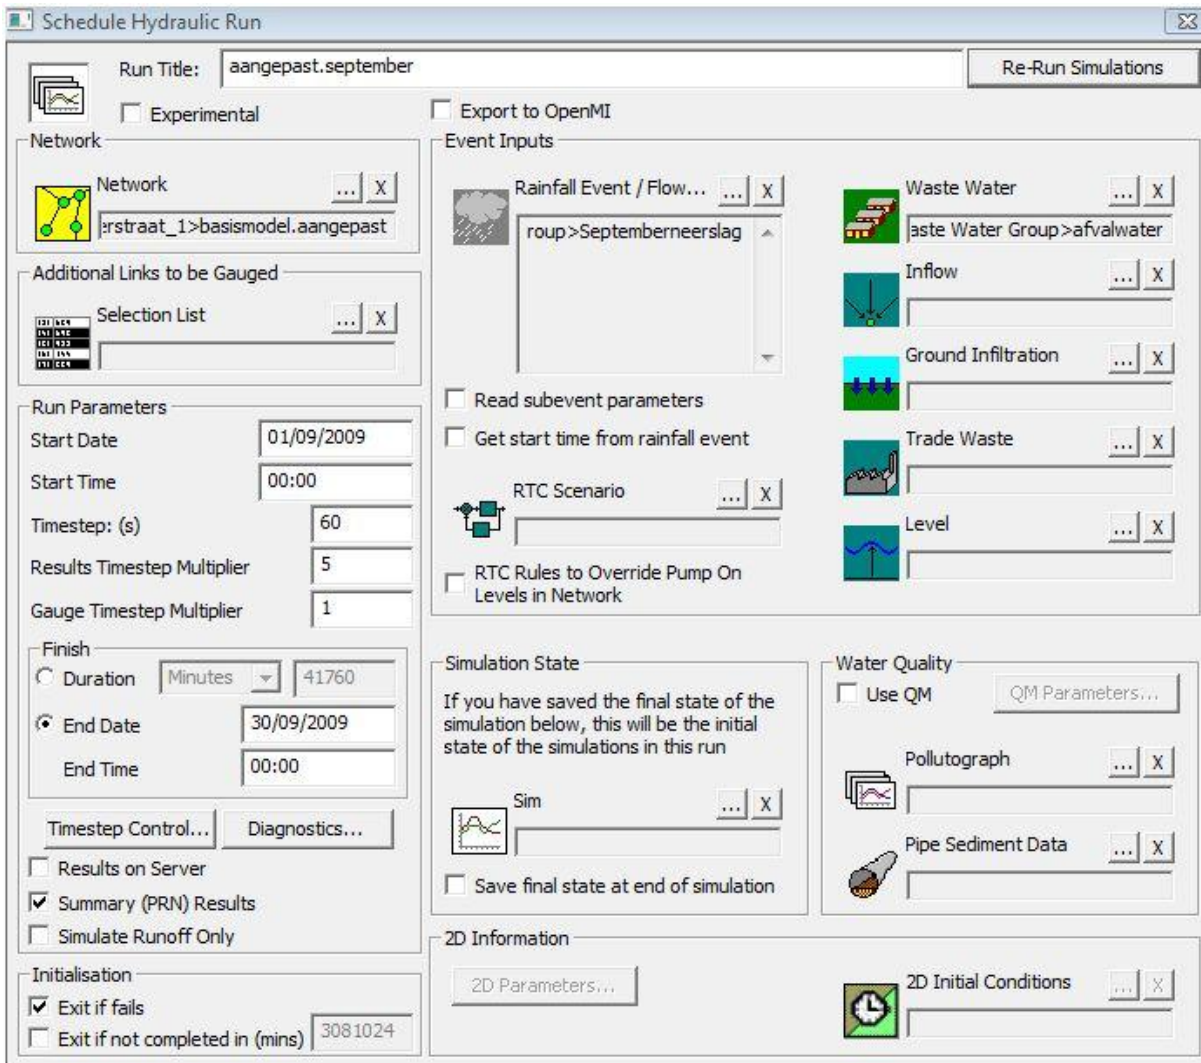 Schedule Hydraulic Run
Run Title: aangepast.september Re-Run Simulations
Experimental
Export to OpenMI
Network
Network ... X
erstraat_1>basismodel.aangepast
Additional Links to be Gauged
Selection List ... X
Run Parameters
Start Date 01/09/2009
Start Time 00:00
Timestep: (s) 60
Results Timestep Multiplier 5
Gauge Timestep Multiplier 1
Finish
Duration Minutes 41760
End Date 30/09/2009
End Time 00:00
Timestep Control... Diagnostics...
Results on Server
Summary (PRN) Results
Simulate Runoff Only
Initialisation
Exit if fails
Exit if not completed in (mins) 3081024
Event Inputs
Rainfall Event / Flow... ... X
roup>Septemberneerslag
Read subevent parameters
Get start time from rainfall event
RTC Scenario ... X
RTC Rules to Override Pump On
Levels in Network
Waste Water ... X
aste Water Group>afvalwater
Inflow ... X
Ground Infiltration ... X
Trade Waste ... X
Level ... X
Simulation State
If you have saved the final state of the
simulation below, this will be the initial
state of the simulations in this run
Sim ... X
Save final state at end of simulation
Water Quality
Use QM QM Parameters...
Pollutograph ... X
Pipe Sediment Data ... X
2D Information
2D Parameters...
2D Initial Conditions ... X